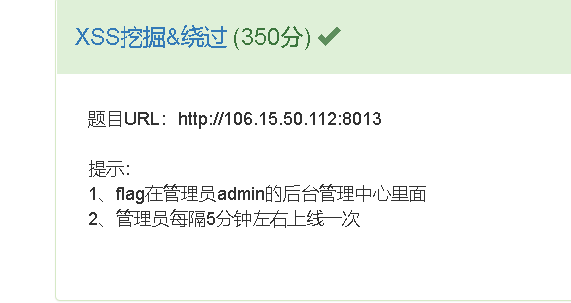 XSS挖掘&绕过 (350分) ✔
题目URL：http://106.15.50.112:8013
提示：
1、flag在管理员admin的后台管理中心里面
2、管理员每隔5分钟左右上线一次